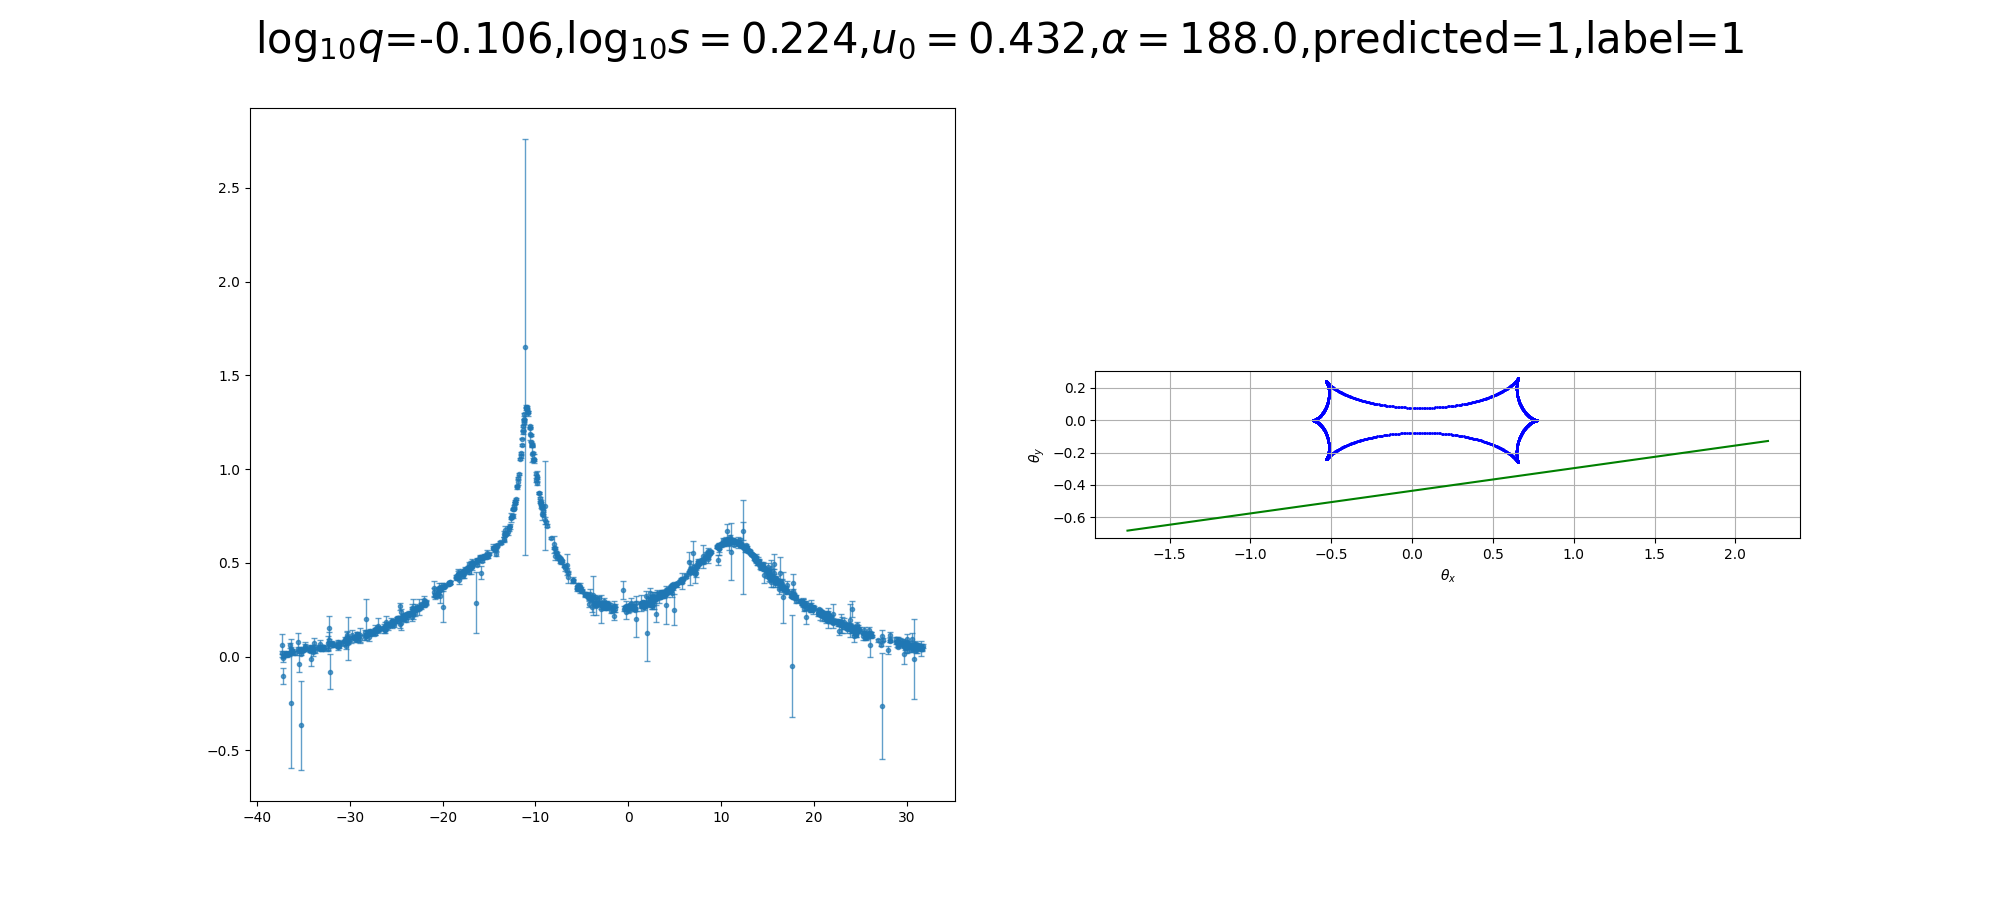 log₁₀q=-0.106,log₁₀s = 0.224,u₀ = 0.432,α = 188.0,predicted=1,label=1
2.5
2.0
1.5
1.0
0.5
0.0
−0.5
−40 −30 −20 −10 0 10 20 30
0.2
0.0
−0.2
−0.4
−0.6
θy
−1.5 −1.0 −0.5 0.0 0.5 1.0 1.5 2.0
θx